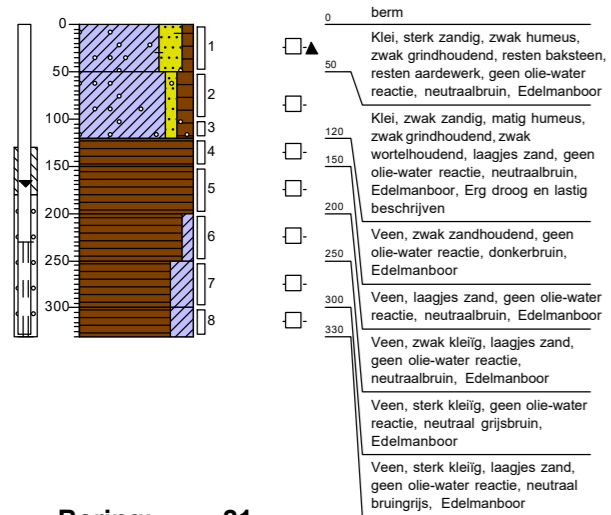 0
50
100
150
200
250
300
1
2
3
4
5
6
7
8
0
berm
Klei, sterk zandig, zwak humeus,
zwak grindhoudend, resten baksteen,
resten aardewerk, geen olie-water
reactie, neutraalbruin, Edelmanboor
50
Klei, zwak zandig, matig humeus,
zwak grindhoudend, zwak
wortelhoudend, laagjes zand, geen
olie-water reactie, neutraalbruin,
Edelmanboor, Erg droog en lastig
beschrijven
120
Veen, zwak zandhoudend, geen
olie-water reactie, donkerbruin,
Edelmanboor
150
Veen, laagjes zand, geen olie-water
reactie, neutraalbruin, Edelmanboor
200
Veen, zwak kleiïg, laagjes zand,
geen olie-water reactie,
neutraalbruin, Edelmanboor
250
Veen, sterk kleiïg, geen olie-water
reactie, neutraal grijsbruin,
Edelmanboor
300
Veen, sterk kleiïg, laagjes zand,
geen olie-water reactie, neutraal
bruingrijs, Edelmanboor
330